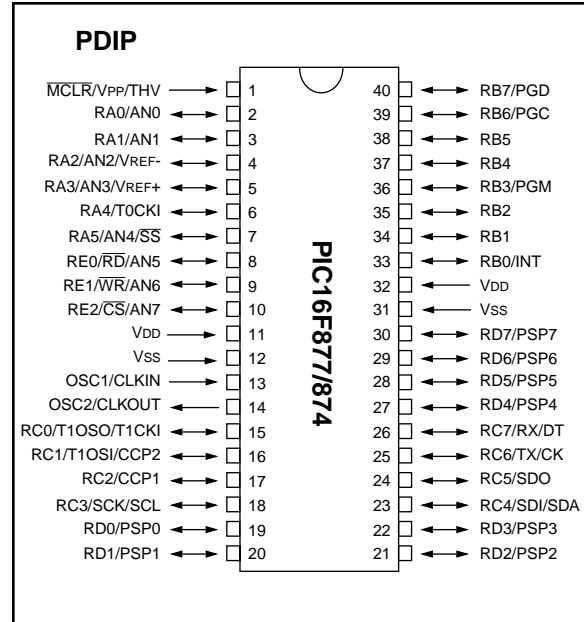 PDIP
MCLR/VPP/THV 1 40 RB7/PGD
RA0/AN0 2 39 RB6/PGC
RA1/AN1 3 38 RB5
RA2/AN2/VREF- 4 37 RB4
RA3/AN3/VREF+ 5 36 RB3/PGM
RA4/T0CKI 6 35 RB2
RA5/AN4/SS 7 34 RB1
RE0/RD/AN5 8 33 RB0/INT
RE1/WR/AN6 9 32 VDD
RE2/CS/AN7 10 31 VSS
VDD 11 30 RD7/PSP7
VSS 12 29 RD6/PSP6
OSC1/CLKIN 13 28 RD5/PSP5
OSC2/CLKOUT 14 27 RD4/PSP4
RC0/T1OSO/T1CKI 15 26 RC7/RX/DT
RC1/T1OSI/CCP2 16 25 RC6/TX/CK
RC2/CCP1 17 24 RC5/SDO
RC3/SCK/SCL 18 23 RC4/SDI/SDA
RD0/PSP0 19 22 RD3/PSP3
RD1/PSP1 20 21 RD2/PSP2
PIC16F877/874